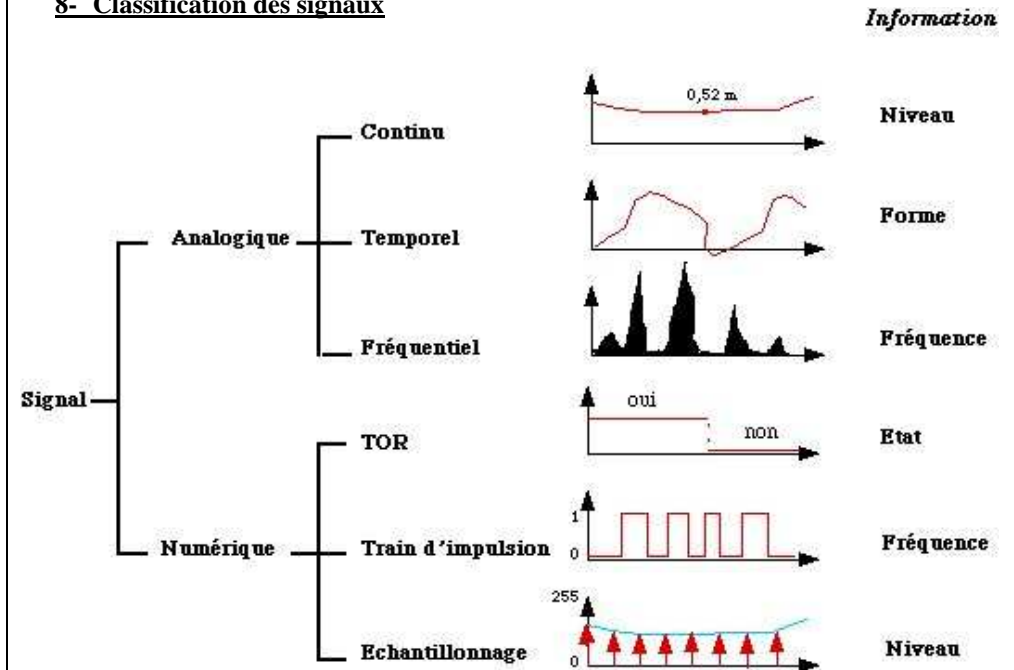 8- Classification des signaux
Information
Continu
0,52 m
Niveau
Analogique
Temporel
Forme
Fréquentiel
Fréquence
Signal
TOR
oui
non
Etat
Numérique
Train d'impulsion
1
0
Fréquence
Echantillonnage
255
0
Niveau